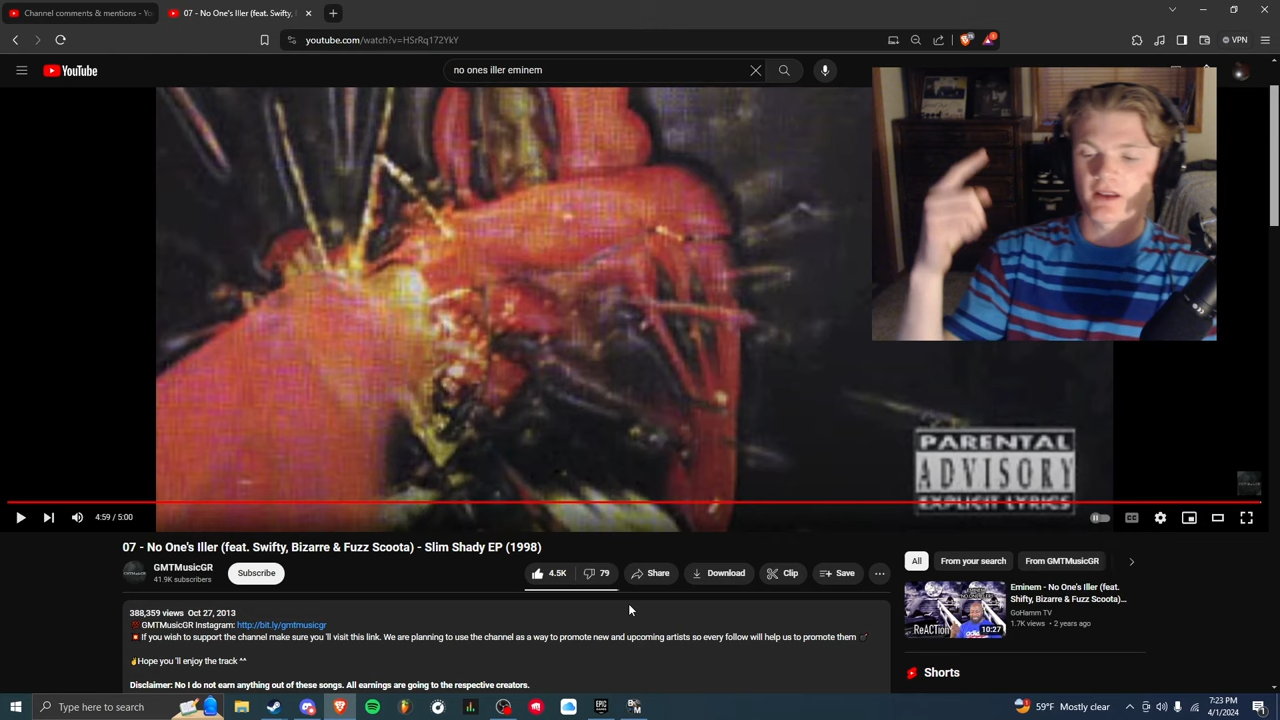 Channel comments & mentions - Yo
07 - No One's Iller (feat. Swifty, 
youtube.com/watch?v=HSrRq172YkY
VPN
YouTube
no ones iller eminem
PARENTAL
ADVISORY
EXPLICIT LYRICS
4:59 / 5:00
07 - No One's Iller (feat. Swifty, Bizarre & Fuzz Scoota) - Slim Shady EP (1998)
GMTMusicGR
41.9K subscribers
Subscribe
4.5K
79
Share
Download
Clip
Save
388,359 views Oct 27, 2013
GMTMusicGR Instagram: http://bit.ly/gmtmusicgr
If you wish to support the channel make sure you 'll visit this link. We are planning to use the channel as a way to promote new and upcoming artists so every follow will help us to promote them
Hope you 'll enjoy the track ^^
Disclaimer: No I do not earn anything out of these songs. All earnings are going to the respective creators.
All
From your search
From GMTMusicGR
Eminem - No One's Iller (feat.
Swifty, Bizarre & Fuzz Scoota)...
GoHamm TV
1.7K views • 2 years ago
ReACTion
10:27
Shorts
Type here to search
59°F Mostly clear
7:23 PM
4/1/2024